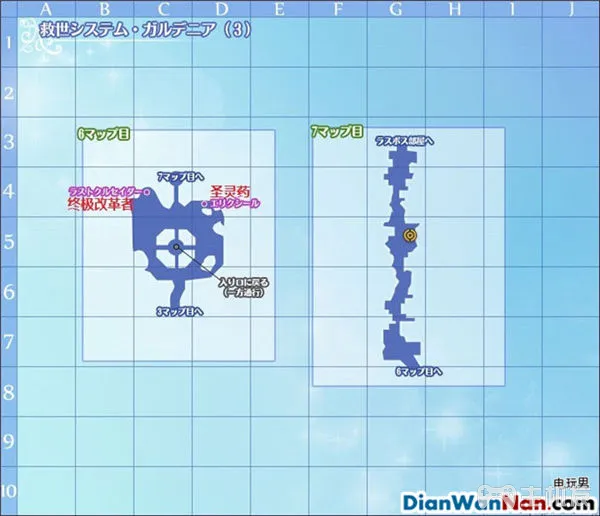 A B C D E F G H I J
救世システム・ガルデニア（3）
1
2
3
6マップ目
7マップ目
ラスボス部屋へ
7マップ目へ
4
ラストクルセイダー
终极改革者
圣灵药
エリクシール
5
入り口に戻る
（一方通行）
6
3マップ目へ
7
6マップ目へ
8
9
10
电玩男
DianWanNan.com